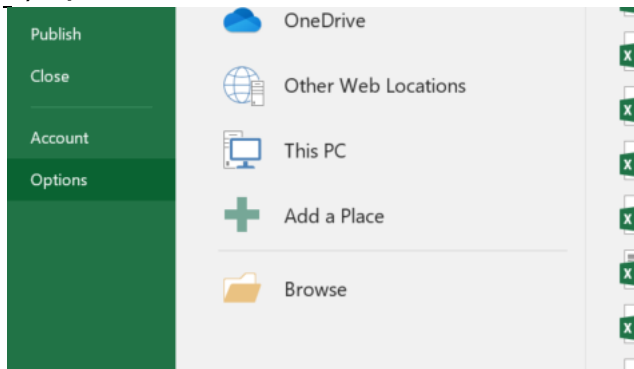 Publish
Close
Account
Options
OneDrive
Other Web Locations
This PC
Add a Place
Browse